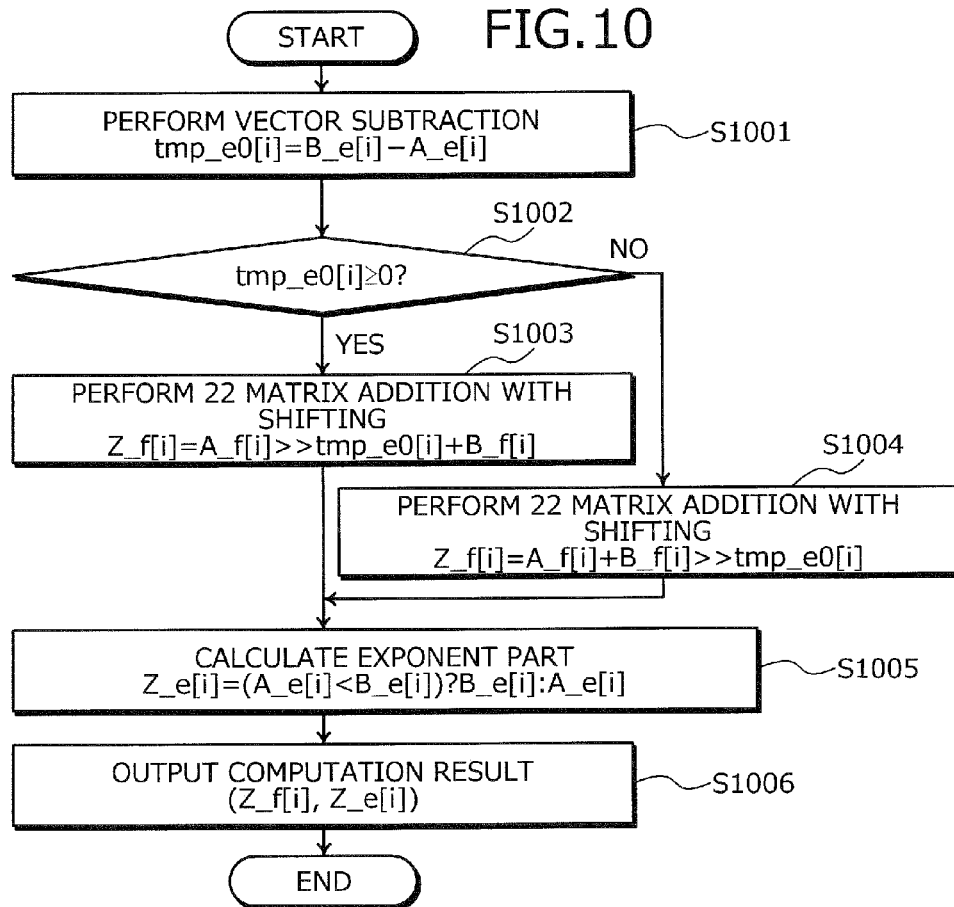 FIG.10
START
PERFORM VECTOR SUBTRACTION
tmp_e0[i]=B_e[i]−A_e[i]
S1001
S1002
tmp_e0[i]≥0?
NO
YES
S1003
PERFORM 22 MATRIX ADDITION WITH
SHIFTING
Z_f[i]=A_f[i]>>tmp_e0[i]+B_f[i]
S1004
PERFORM 22 MATRIX ADDITION WITH
SHIFTING
Z_f[i]=A_f[i]+B_f[i]>>tmp_e0[i]
CALCULATE EXPONENT PART
Z_e[i]=(A_e[i]<B_e[i])?B_e[i]:A_e[i]
S1005
OUTPUT COMPUTATION RESULT
(Z_f[i], Z_e[i])
S1006
END